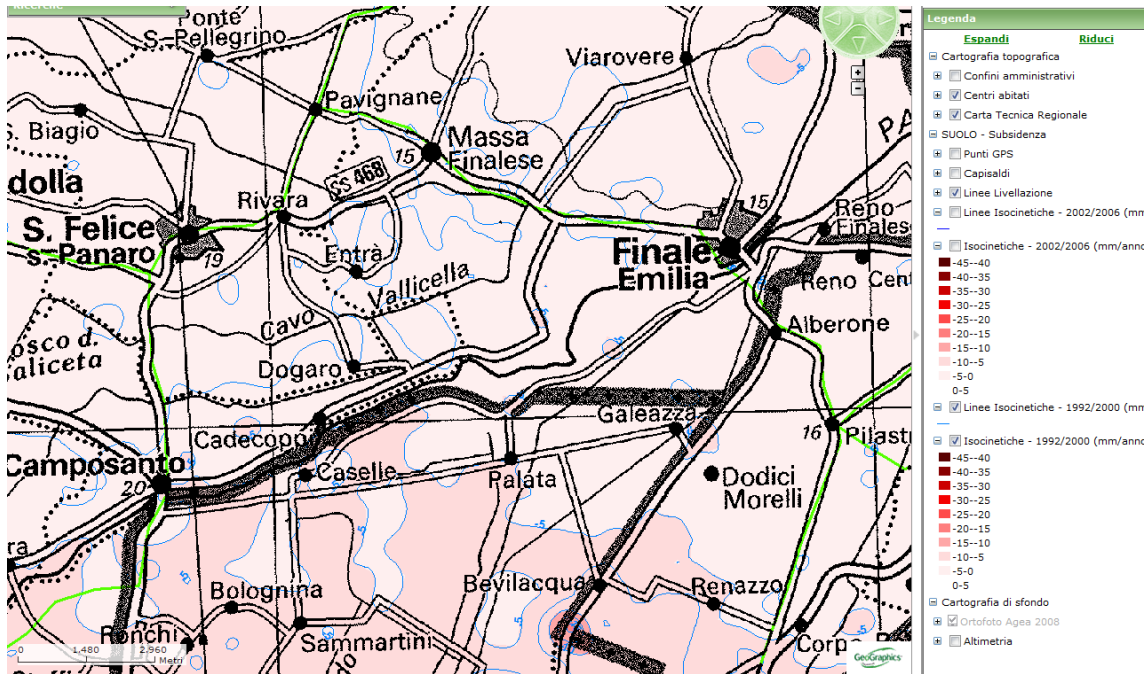 Ricerche
Ponte
S. Pellegrino
Viarovere
Pavignane
S. Biagio
Massa
Finalese
15
SS 468
dolla
Rivara
S. Felice
s. Panaro
19
15
Reno
Finales
Finale
Emilia
Entrà
Reno Cent
Vallicella
Cavo
Alberone
osco d.
aliceta
Dogaro
Galeazza
Cadecoppi
16
Pilastr
Camposanto
20
Caselle
Palata
Dodici
Morelli
ra
Bevilacqua
Renazzo
Bolognina
Ronchi
Sammartini
Corpo R
0 1,480 2,960
Metri
GeoGraphics
-5
Legenda
Espandi Riduci
Cartografia topografica
Confini amministrativi
Centri abitati
Carta Tecnica Regionale
SUOLO - Subsidenza
Punti GPS
Capisaldi
Linee Livellazione
Linee Isocinetiche - 2002/2006 (mm
Isocinetiche - 2002/2006 (mm/anno
-45--40
-40--35
-35--30
-30--25
-25--20
-20--15
-15--10
-10--5
-5-0
0-5
Linee Isocinetiche - 1992/2000 (mm
Isocinetiche - 1992/2000 (mm/anno
-45--40
-40--35
-35--30
-30--25
-25--20
-20--15
-15--10
-10--5
-5-0
0-5
Cartografia di sfondo
Ortofoto Agea 2008
Altimetria